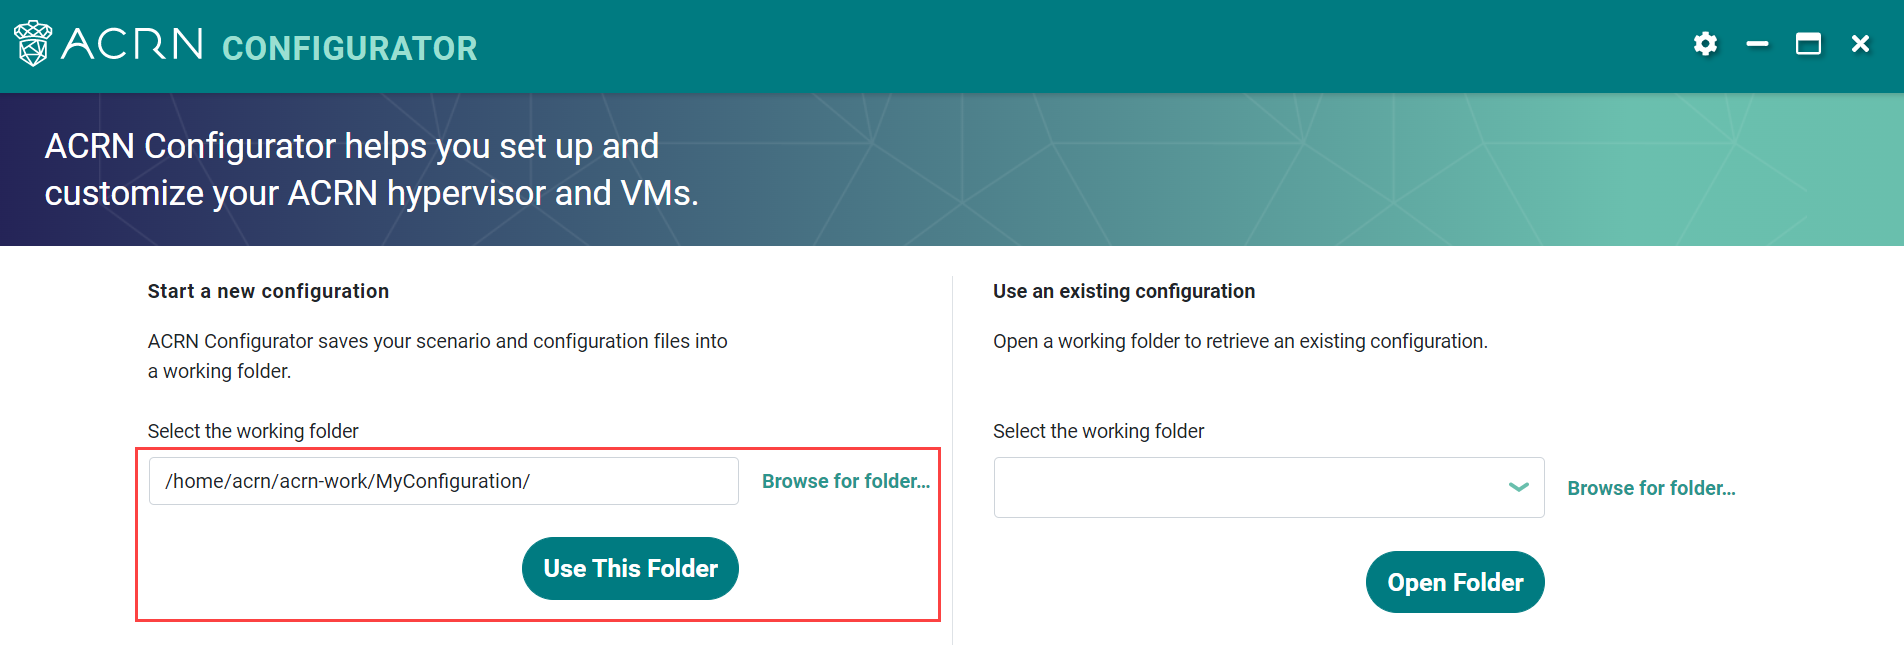 ACRN CONFIGURATOR
ACRN Configurator helps you set up and
customize your ACRN hypervisor and VMs.
Start a new configuration
ACRN Configurator saves your scenario and configuration files into
a working folder.
Select the working folder
/home/acrn/acrn-work/MyConfiguration/
Browse for folder...
Use This Folder
Use an existing configuration
Open a working folder to retrieve an existing configuration.
Select the working folder
Browse for folder...
Open Folder